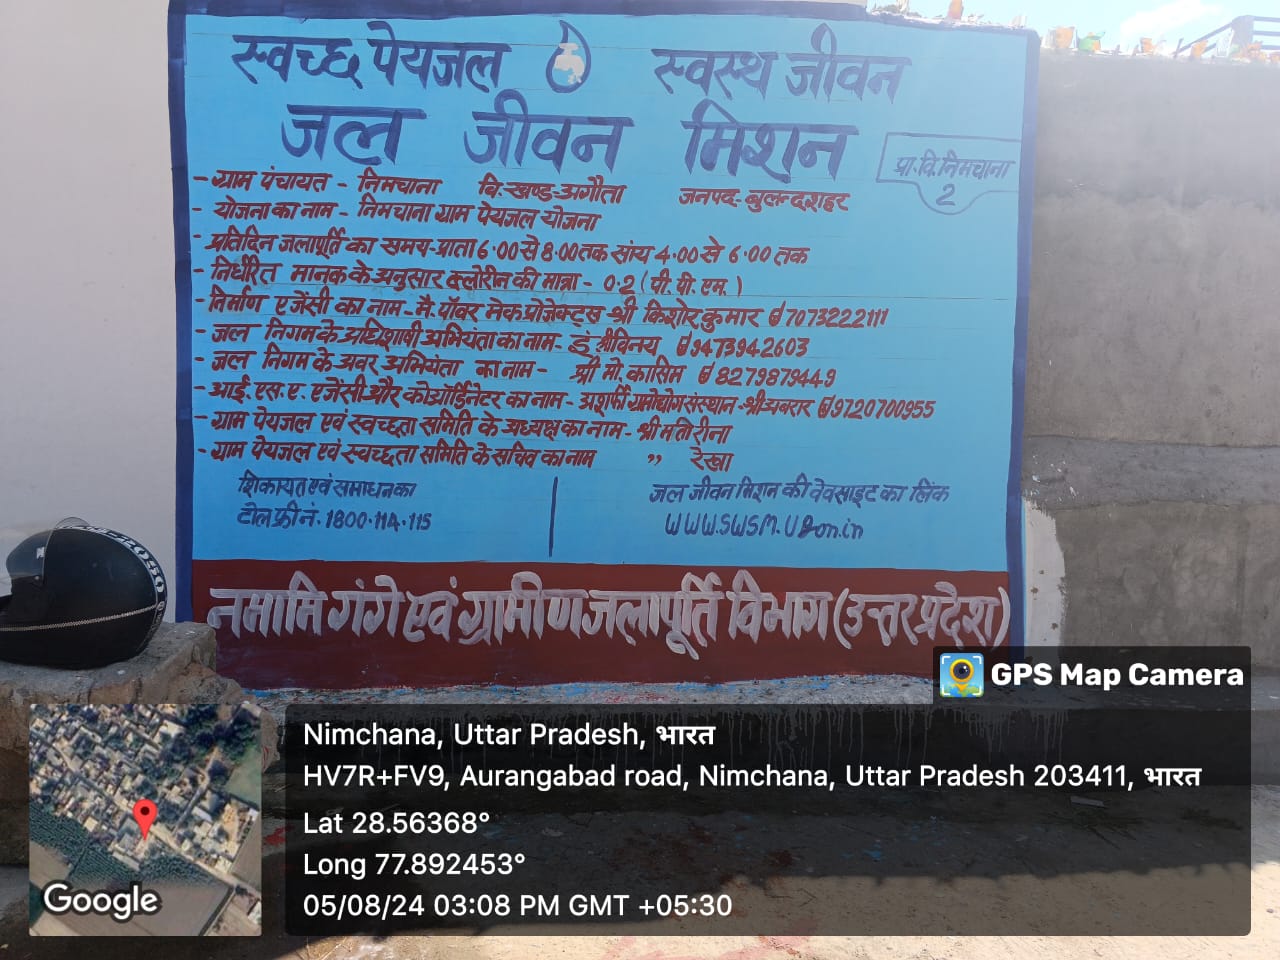 स्वच्छ पेयजल स्वस्थ जीवन
जल जीवन मिशन
प्रा.वि.निमचाना
2
- ग्राम पंचायत - निमचाना वि.खण्ड-अगौता जनपद-बुलन्दशहर
- योजना का नाम - निमचाना ग्राम पेयजल योजना
- प्रतिदिन जलापूर्ति का समय-प्राता 6.00 से 8.00 तक सांय 4.00 से 6.00 तक
- निर्धरित मानक के अनुसार क्लोरीन की मात्रा - 0.2 (पी.पी.एम.)
- निर्माण एजेंसी का नाम - मै. पॉवर मेक प्रोजेक्ट्स श्री किशोर कुमार 7073222111
- जल निगम के अधिशाषी अभियंता का नाम- इं श्री विनय 9473942603
- जल निगम के अवर अभियंता का नाम - श्री मो. कासिम 8279879449
- आई.एस.ए. एजेंसी और कोऑर्डिनेटर का नाम - अशर्फी ग्रामोद्योग संस्थान-श्री अबरार 9720700955
- ग्राम पेयजल एवं स्वच्छता समिति के अध्यक्ष का नाम - श्रीमती रीना
- ग्राम पेयजल एवं स्वच्छता समिति के सचिव का नाम " रेखा
शिकायत एवं समाधन का
टोल फ्री नं. 1800.114.115
जल जीवन मिशन की वेवसाइट का लिंक
WWW.SWSM.UPon.in
नमामि गंगे एवं ग्रामीण जलापूर्ति विभाग (उत्तर प्रदेश)
GPS Map Camera
Nimchana, Uttar Pradesh, भारत
HV7R+FV9, Aurangabad road, Nimchana, Uttar Pradesh 203411, भारत
Lat 28.56368°
Long 77.892453°
05/08/24 03:08 PM GMT +05:30
Google